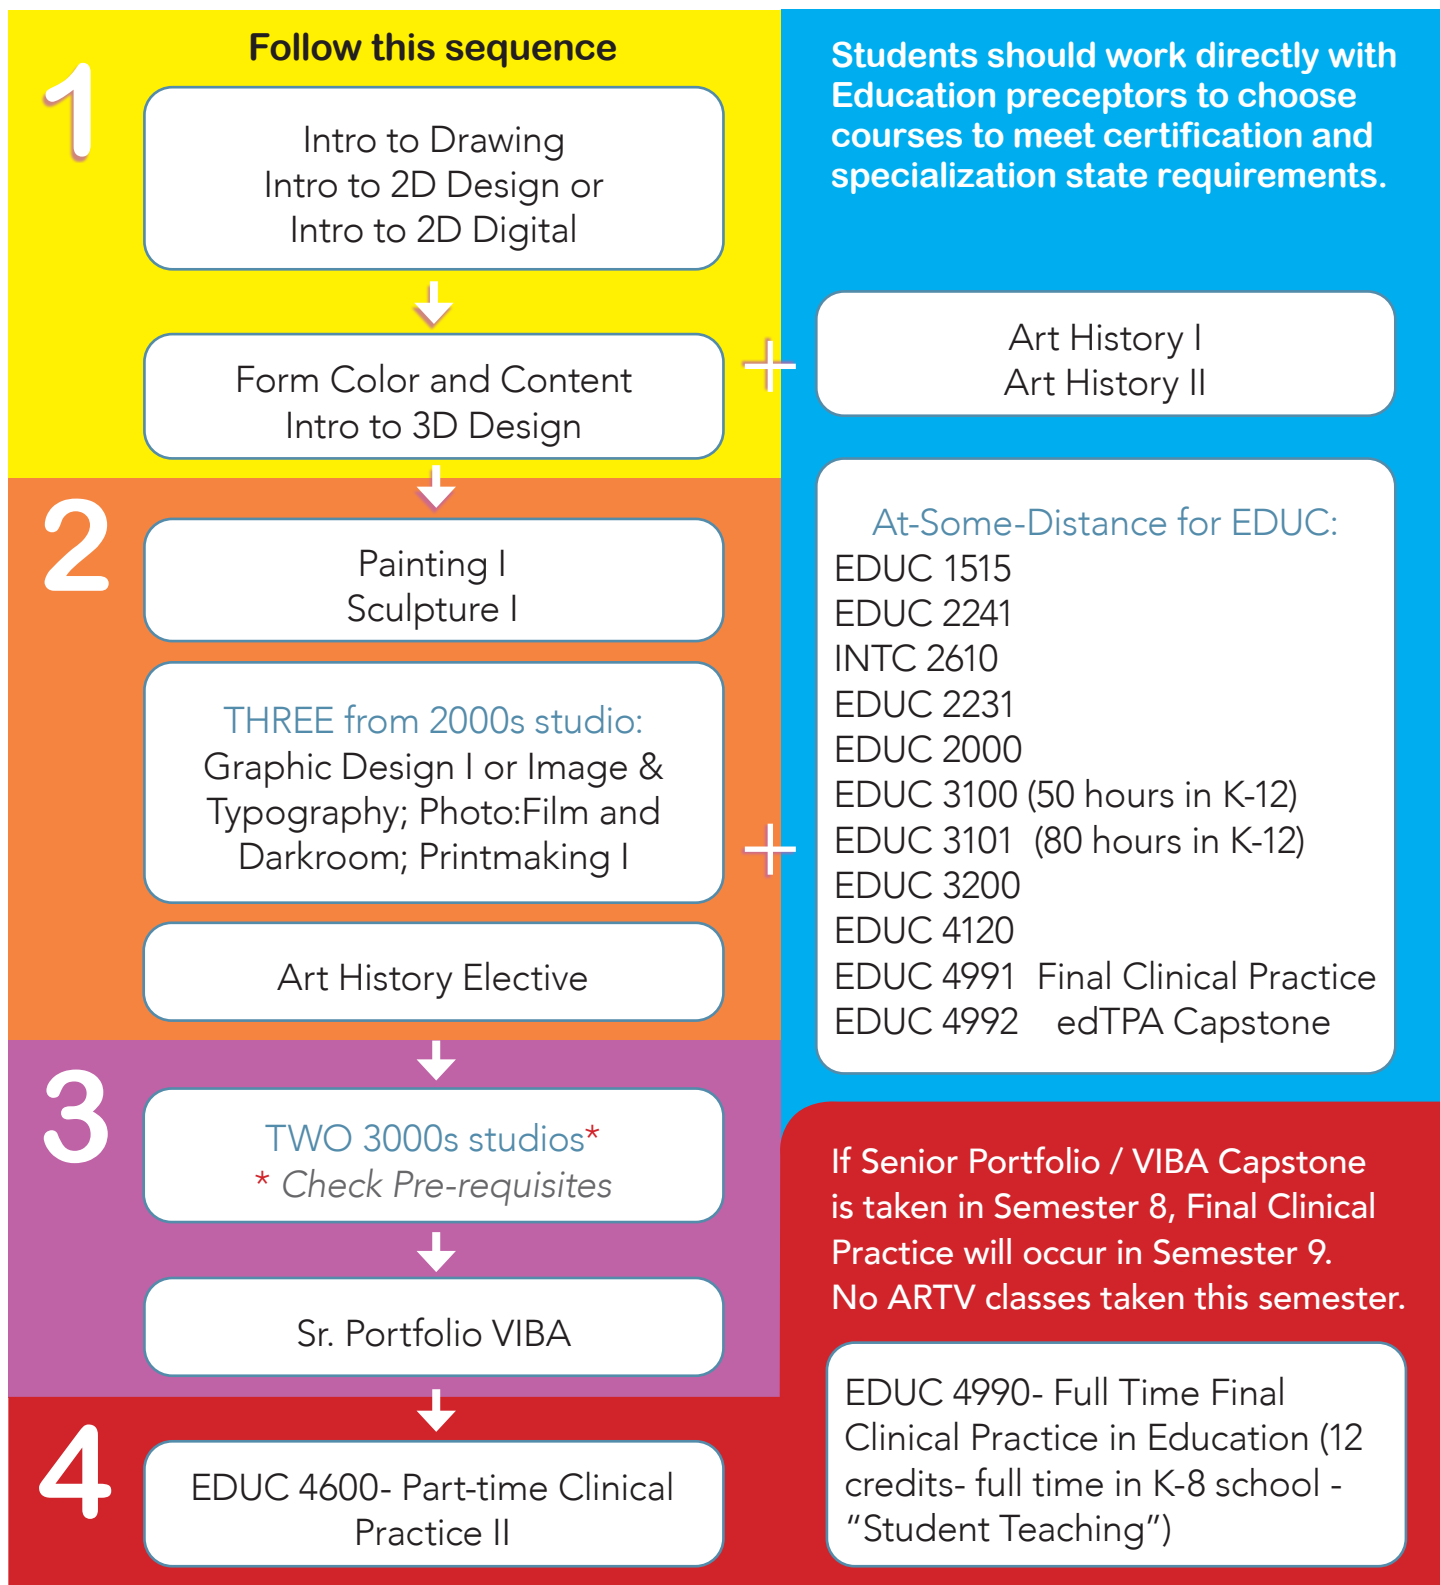 Follow this sequence
1
Intro to Drawing
Intro to 2D Design or
Intro to 2D Digital
Form Color and Content
Intro to 3D Design
2
Painting I
Sculpture I
THREE from 2000s studio:
Graphic Design I or Image &
Typography; Photo:Film and
Darkroom; Printmaking I
Art History Elective
3
TWO 3000s studios*
* Check Pre-requisites
Sr. Portfolio VIBA
4
EDUC 4600- Part-time Clinical
Practice II
Students should work directly with
Education preceptors to choose
courses to meet certification and
specialization state requirements.
+
Art History I
Art History II
+
At-Some-Distance for EDUC:
EDUC 1515
EDUC 2241
INTC 2610
EDUC 2231
EDUC 2000
EDUC 3100 (50 hours in K-12)
EDUC 3101 (80 hours in K-12)
EDUC 3200
EDUC 4120
EDUC 4991 Final Clinical Practice
EDUC 4992 edTPA Capstone
If Senior Portfolio / VIBA Capstone
is taken in Semester 8, Final Clinical
Practice will occur in Semester 9.
No ARTV classes taken this semester.
EDUC 4990- Full Time Final
Clinical Practice in Education (12
credits- full time in K-8 school -
“Student Teaching”)